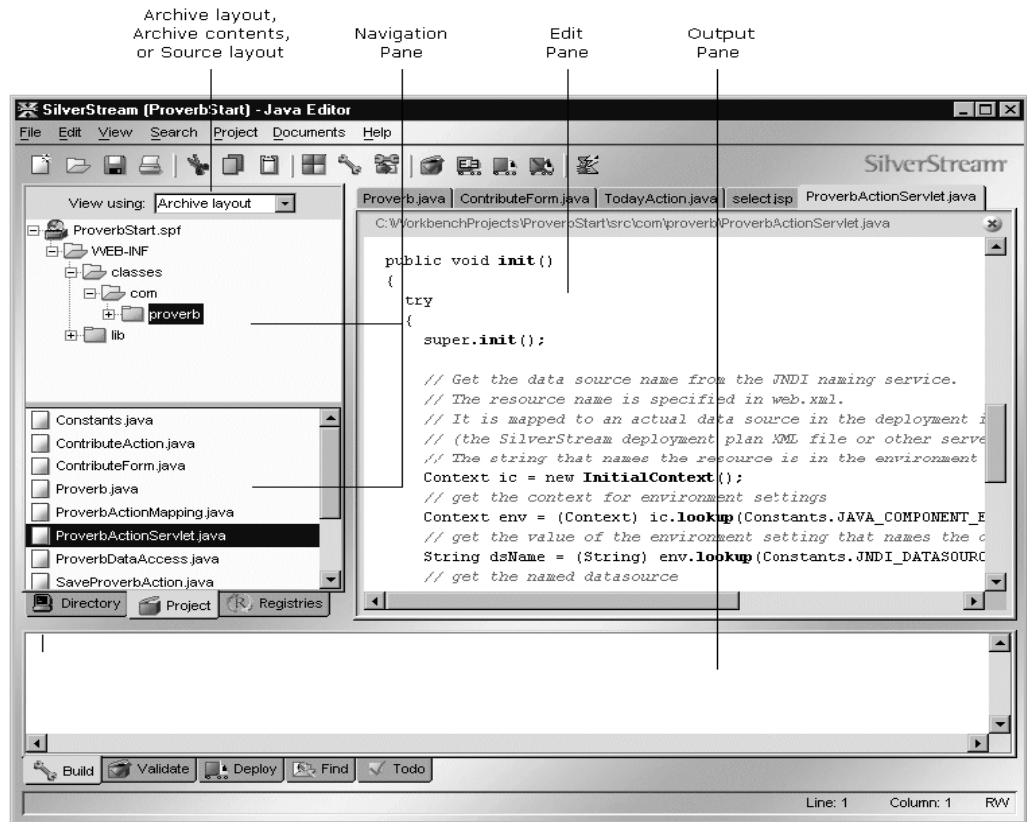 Archive layout,
Archive contents,
or Source layout
Navigation
Pane
Edit
Pane
Output
Pane
SilverStream (ProverbStart) - Java Editor
File Edit View Search Project Documents Help
SilverStream
View using: Archive layout
ProverbStart.spf
WEB-INF
classes
com
proverb
lib
Constants.java
ContributeAction.java
ContributeForm.java
Proverb.java
ProverbActionMapping.java
ProverbActionServlet.java
ProverbDataAccess.java
SaveProverbAction.java
Directory Project Registries
Proverb.java ContributeForm.java TodayAction.java select.jsp ProverbActionServlet.java
C:\WorkbenchProjects\ProverbStart\src\com\proverb\ProverbActionServlet.java
public void init()
{
try
{
super.init();
// Get the data source name from the JNDI naming service.
// The resource name is specified in web.xml.
// It is mapped to an actual data source in the deployment i
// (the SilverStream deployment plan XML file or other serve
// The string that names the resource is in the environment
Context ic = new InitialContext();
// get the context for environment settings
Context env = (Context) ic.lookup(Constants.JAVA_COMPONENT_E
// get the value of the environment setting that names the d
String dsName = (String) env.lookup(Constants.JNDI_DATASOURC
// get the named datasource
Build Validate Deploy Find Todo
Line: 1 Column: 1 RW